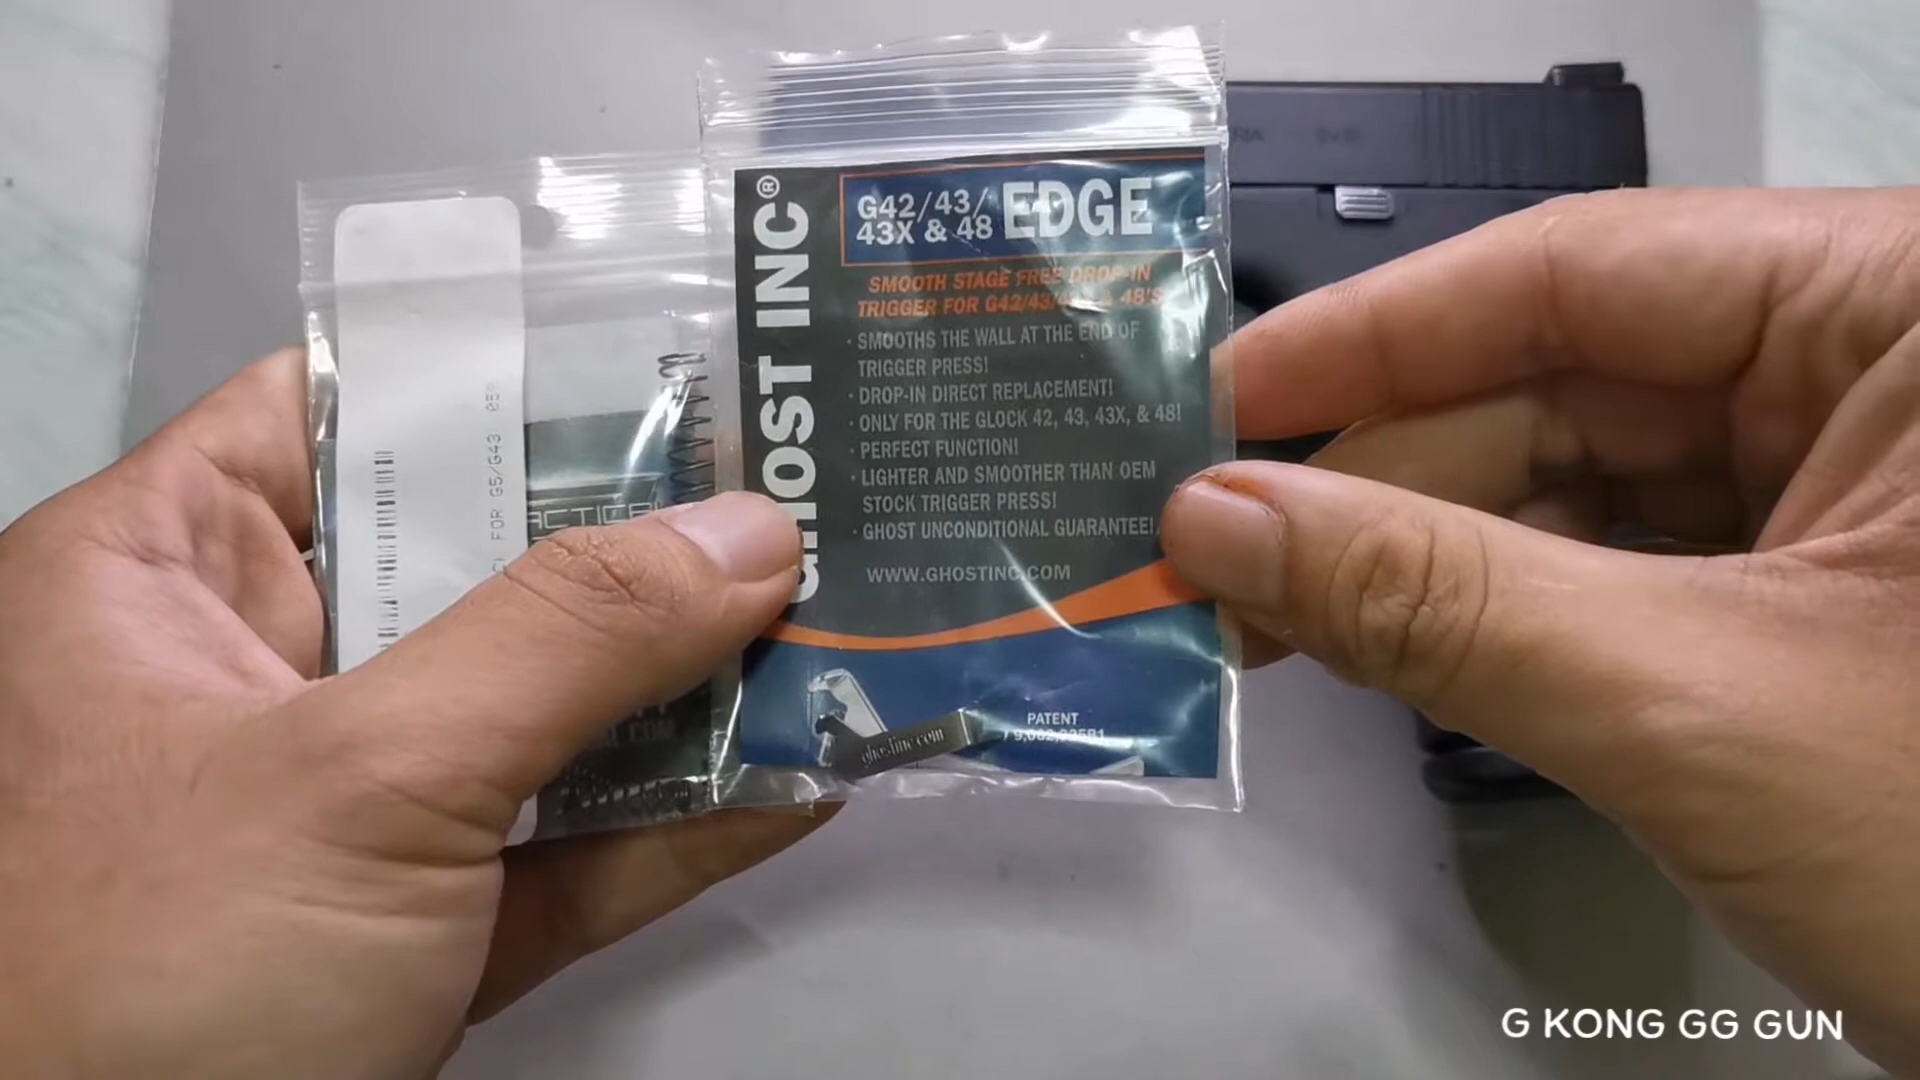 GHOST INC®
G42/43/
43X & 48 EDGE
SMOOTH STAGE FREE DROP-IN
TRIGGER FOR G42/43/ & 48'S
· SMOOTHS THE WALL AT THE END OF
TRIGGER PRESS!
· DROP-IN DIRECT REPLACEMENT!
· ONLY FOR THE GLOCK 42, 43, 43X, & 48!
· PERFECT FUNCTION!
· LIGHTER AND SMOOTHER THAN OEM
STOCK TRIGGER PRESS!
· GHOST UNCONDITIONAL GUARANTEE!
WWW.GHOSTINC.COM
PATENT
ghostinc.com
FOR G5/G43
ACTICAL
G KONG GG GUN